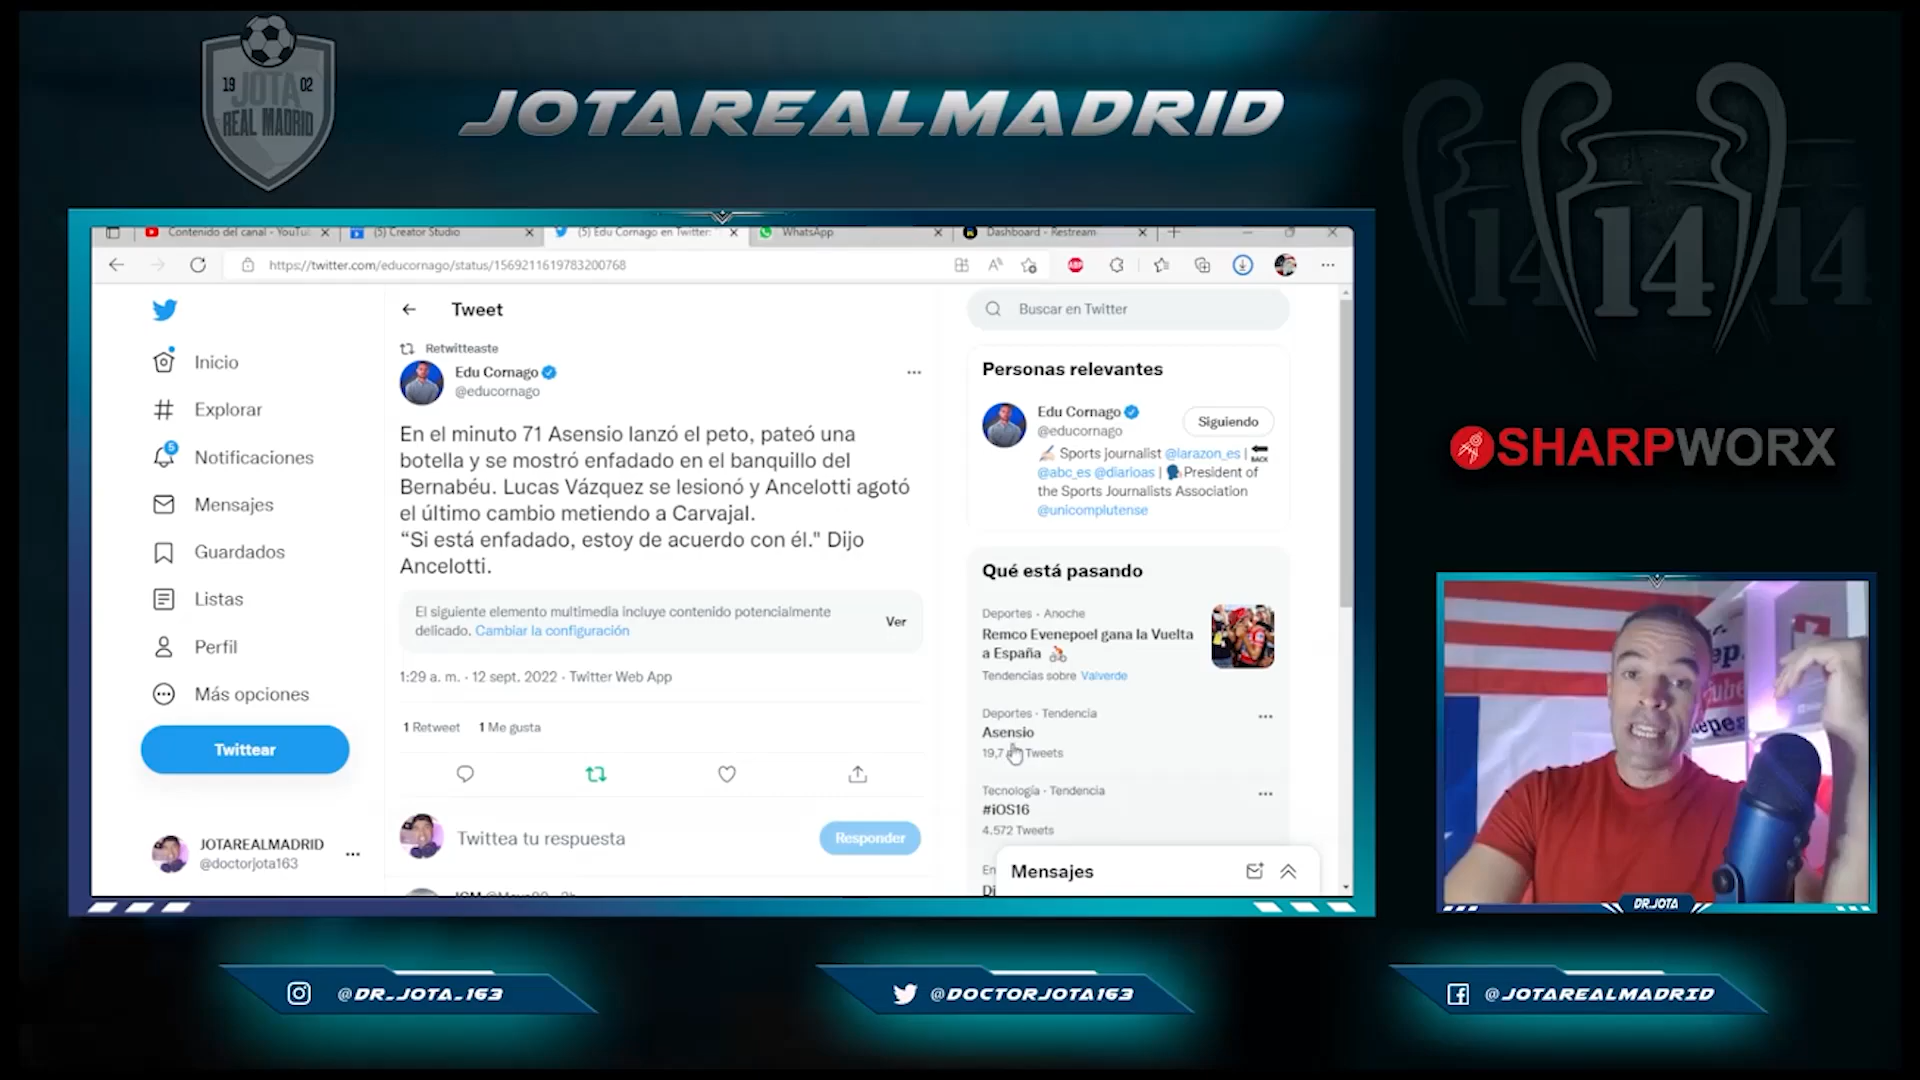 19 02
JOTA
REAL MADRID
JOTAREALMADRID
14 14 14
Contenido del canal - YouTu
(5) Creator Studio
(5) Edu Cornago en Twitter:
WhatsApp
Dashboard - Restream
https://twitter.com/educornago/status/1569211619783200768
ABP
Tweet
Buscar en Twitter
Retwitteaste
Edu Cornago
@educornago
En el minuto 71 Asensio lanzó el peto, pateó una
botella y se mostró enfadado en el banquillo del
Bernabéu. Lucas Vázquez se lesionó y Ancelotti agotó
el último cambio metiendo a Carvajal.
“Si está enfadado, estoy de acuerdo con él." Dijo
Ancelotti.
El siguiente elemento multimedia incluye contenido potencialmente
delicado. Cambiar la configuración
Ver
1:29 a. m. · 12 sept. 2022 · Twitter Web App
1 Retweet 1 Me gusta
Twittea tu respuesta
Responder
Inicio
Explorar
5
Notificaciones
Mensajes
Guardados
Listas
Perfil
Más opciones
Twittear
JOTAREALMADRID
@doctorjota163
Personas relevantes
Edu Cornago
@educornago
Siguiendo
Sports journalist @larazon_es | BACK
@abc_es @diarioas | President of
the Sports Journalists Association
@unicomplutense
Qué está pasando
Deportes · Anoche
Remco Evenepoel gana la Vuelta
a España
Tendencias sobre Valverde
Deportes · Tendencia
Asensio
19,7 Tweets
Tecnología · Tendencia
#iOS16
4.572 Tweets
En
Di
Mensajes
SHARPWORX
DR.JOTA
@DR_JOTA_163
@DOCTORJOTA163
@JOTAREALMADRID